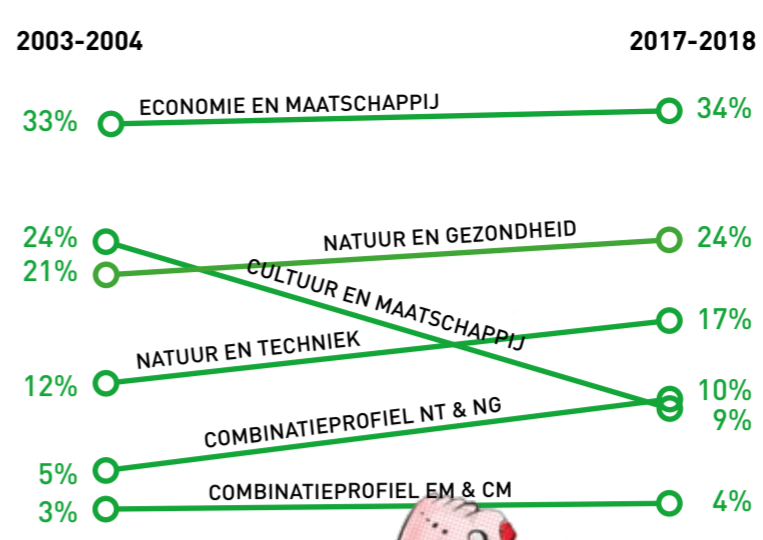 2003-2004
2017-2018
33%
ECONOMIE EN MAATSCHAPPIJ
34%
24%
NATUUR EN GEZONDHEID
24%
21%
CULTUUR EN MAATSCHAPPIJ
17%
NATUUR EN TECHNIEK
12%
10%
9%
COMBINATIEPROFIEL NT & NG
5%
COMBINATIEPROFIEL EM & CM
4%
3%